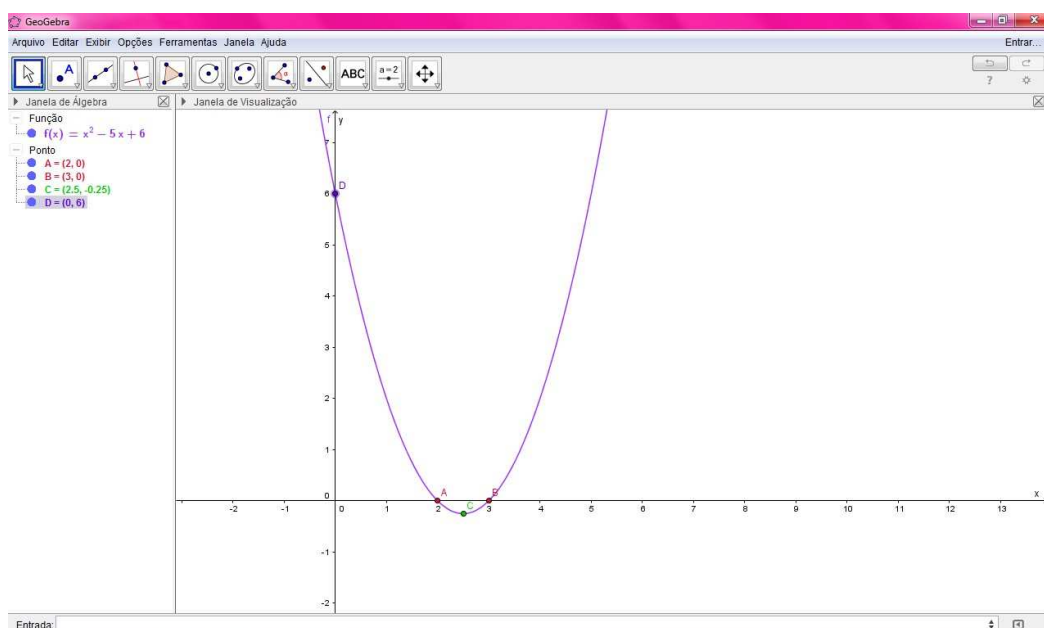 GeoGebra
Arquivo Editar Exibir Opções Ferramentas Janela Ajuda
Entrar...
A
ABC
a=2
?
Janela de Álgebra
Janela de Visualização
Função
f(x) = x² − 5 x + 6
Ponto
A = (2, 0)
B = (3, 0)
C = (2.5, -0.25)
D = (0, 6)
f
y
7
6
D
5
4
3
2
1
0
A
B
C
x
-2 -1 0 1 2 3 4 5 6 7 8 9 10 11 12 13
-1
-2
Entrada: